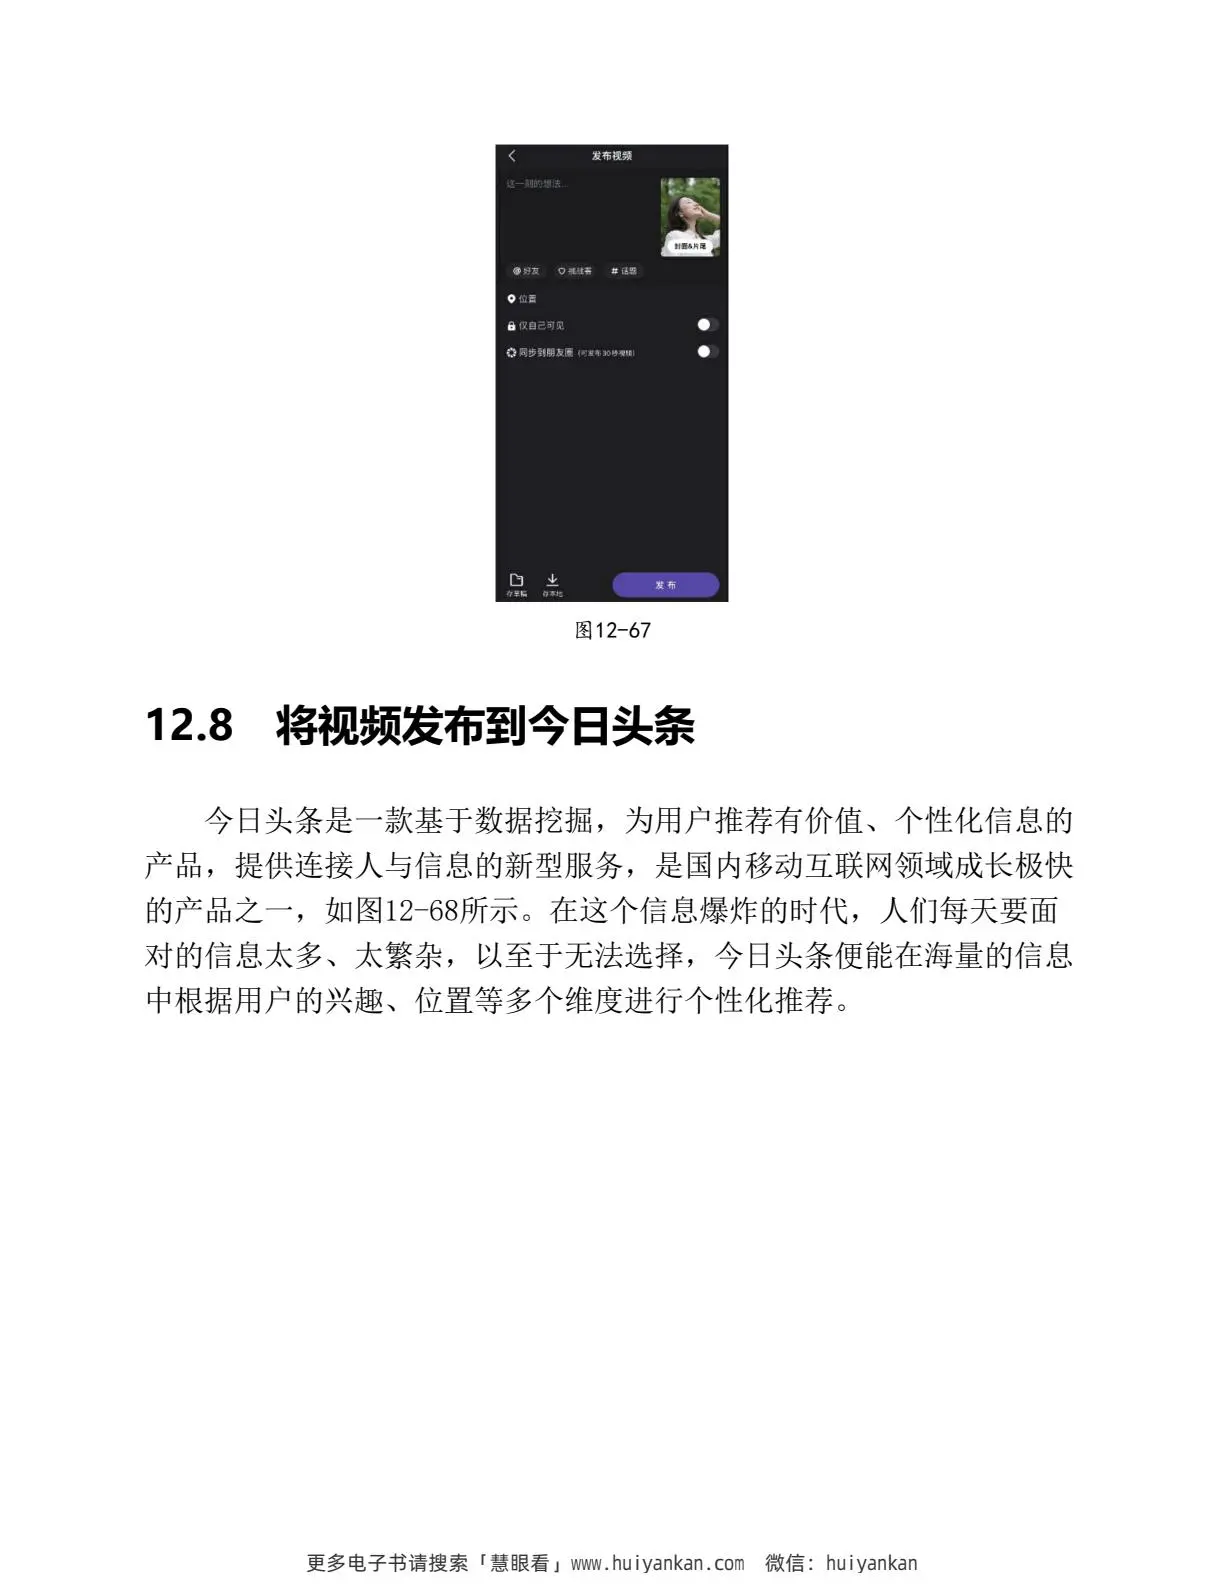 发布视频
这一刻的想法...
封面&片尾
@好友
挑战者
# 话题
位置
仅自己可见
同步到朋友圈（可发布30秒视频）
存草稿
存本地
发布
图12-67
12.8　将视频发布到今日头条
今日头条是一款基于数据挖掘，为用户推荐有价值、个性化信息的
产品，提供连接人与信息的新型服务，是国内移动互联网领域成长极快
的产品之一，如图12-68所示。在这个信息爆炸的时代，人们每天要面
对的信息太多、太繁杂，以至于无法选择，今日头条便能在海量的信息
中根据用户的兴趣、位置等多个维度进行个性化推荐。
更多电子书请搜索「慧眼看」www.huiyankan.com　微信：huiyankan